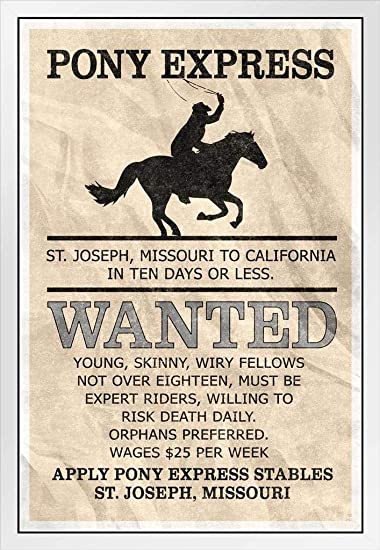 PONY EXPRESS
ST. JOSEPH, MISSOURI TO CALIFORNIA
IN TEN DAYS OR LESS.
WANTED
YOUNG, SKINNY, WIRY FELLOWS
NOT OVER EIGHTEEN, MUST BE
EXPERT RIDERS, WILLING TO
RISK DEATH DAILY.
ORPHANS PREFERRED.
WAGES $25 PER WEEK
APPLY PONY EXPRESS STABLES
ST. JOSEPH, MISSOURI